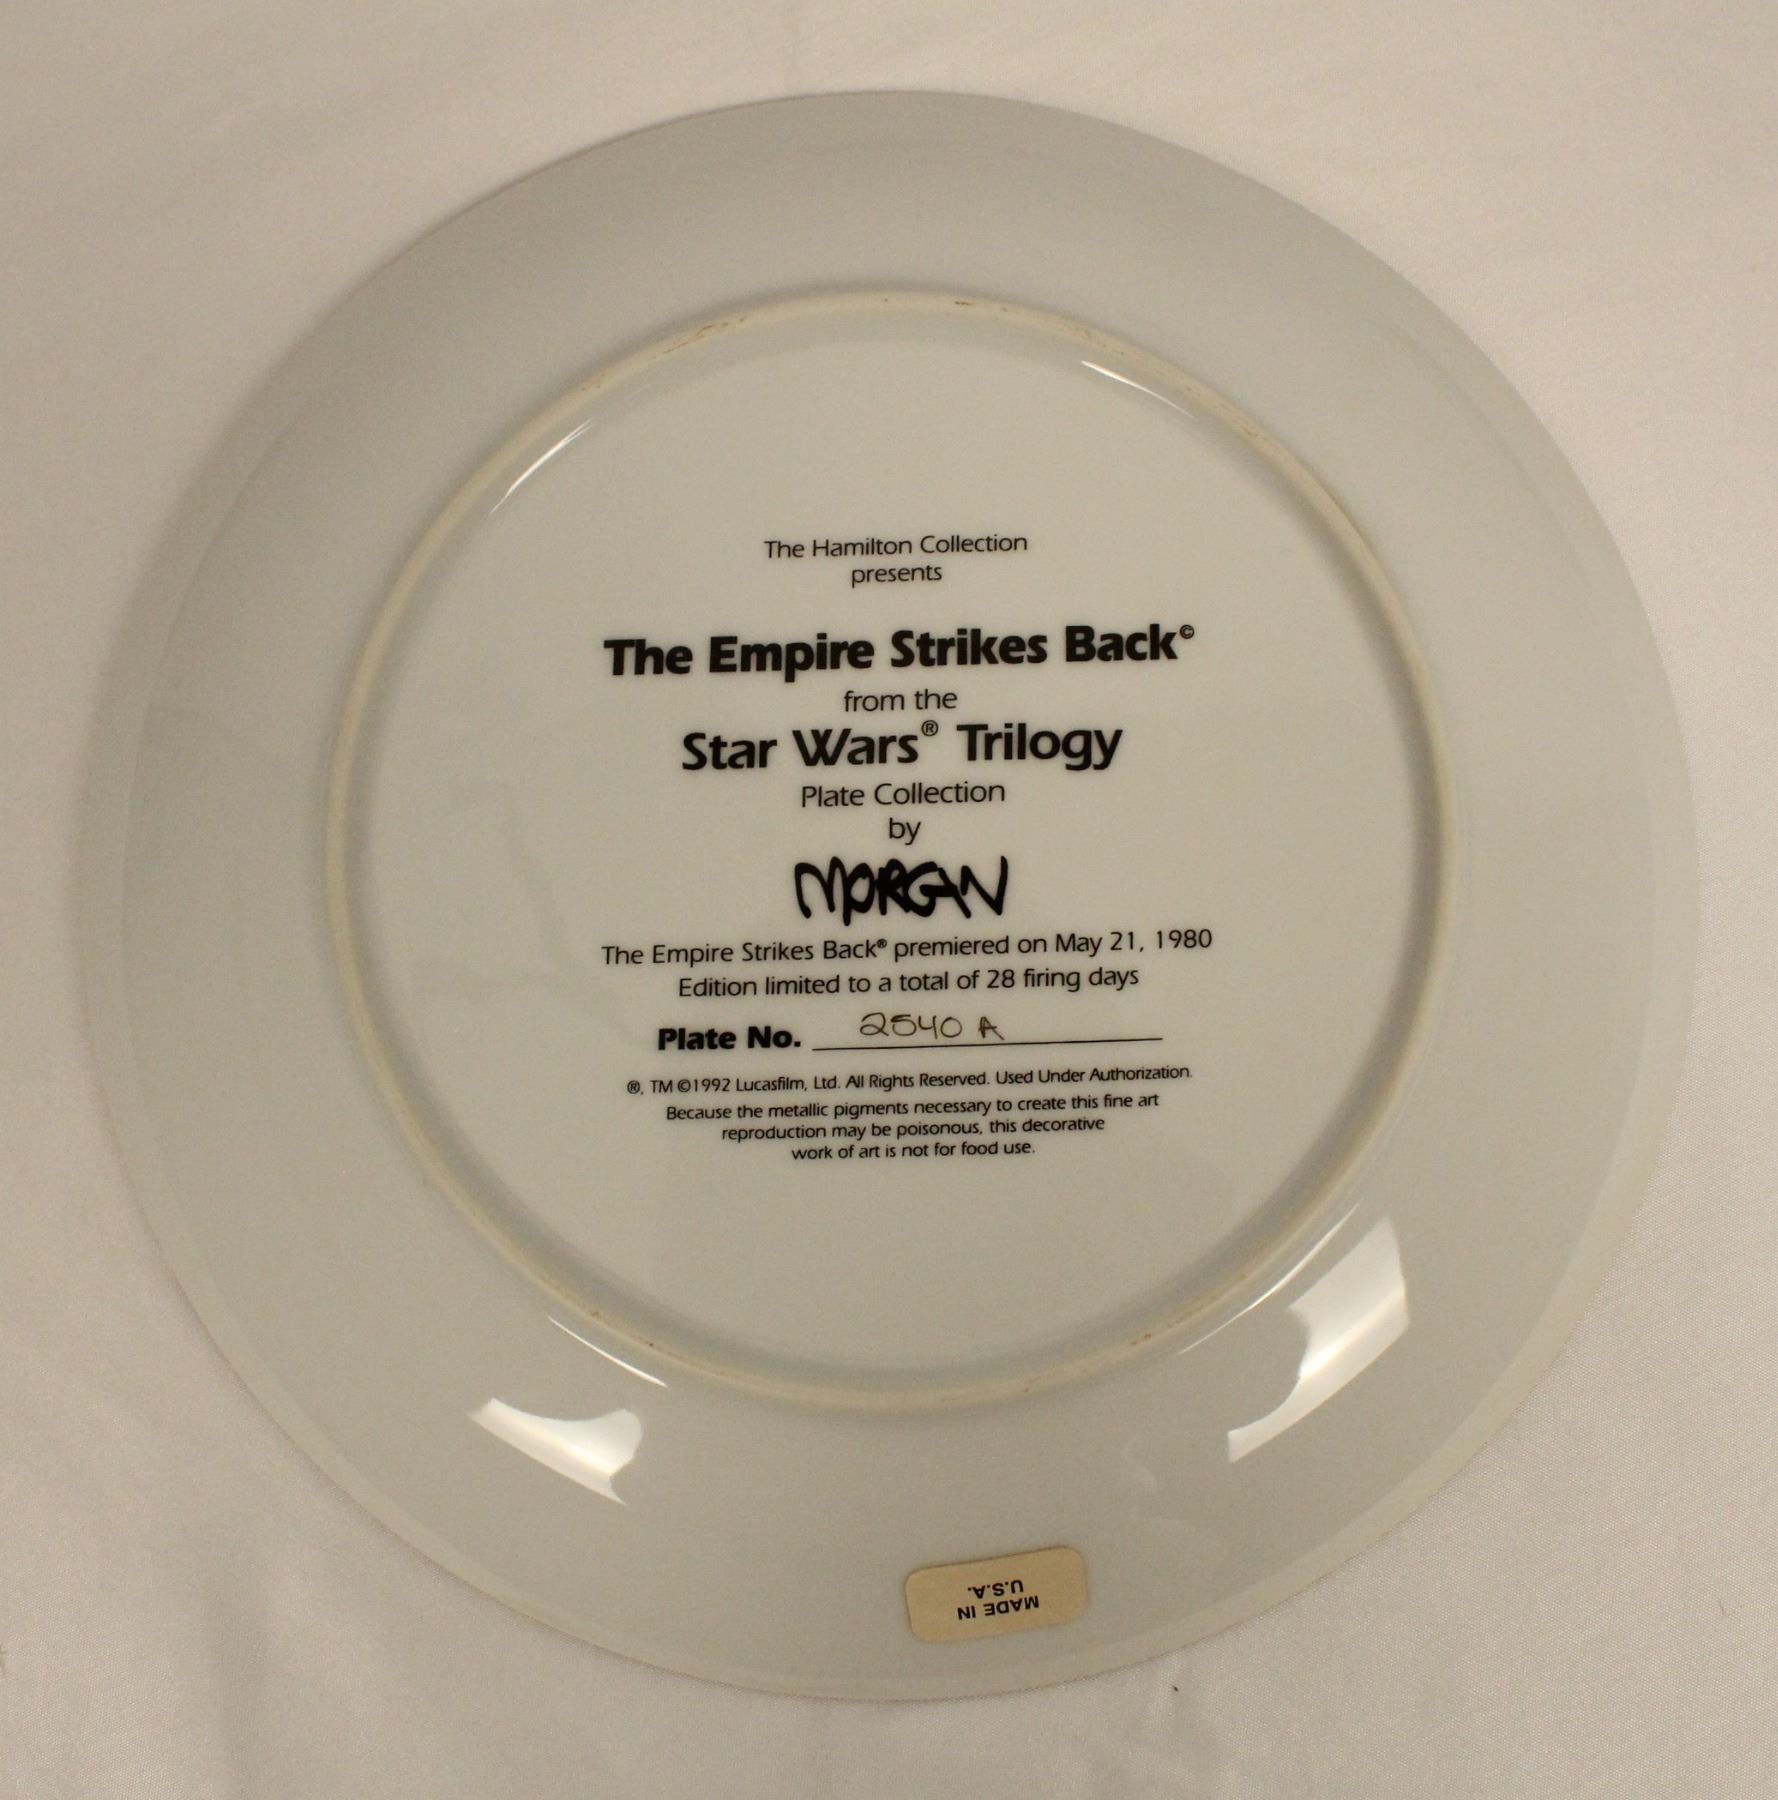 The Hamilton Collection
presents
The Empire Strikes Back©
from the
Star Wars® Trilogy
Plate Collection
by
MORGAN
The Empire Strikes Back® premiered on May 21, 1980
Edition limited to a total of 28 firing days
Plate No. 2540 A
®, TM ©1992 Lucasfilm, Ltd. All Rights Reserved. Used Under Authorization.
Because the metallic pigments necessary to create this fine art
reproduction may be poisonous, this decorative
work of art is not for food use.
MADE IN
U.S.A.